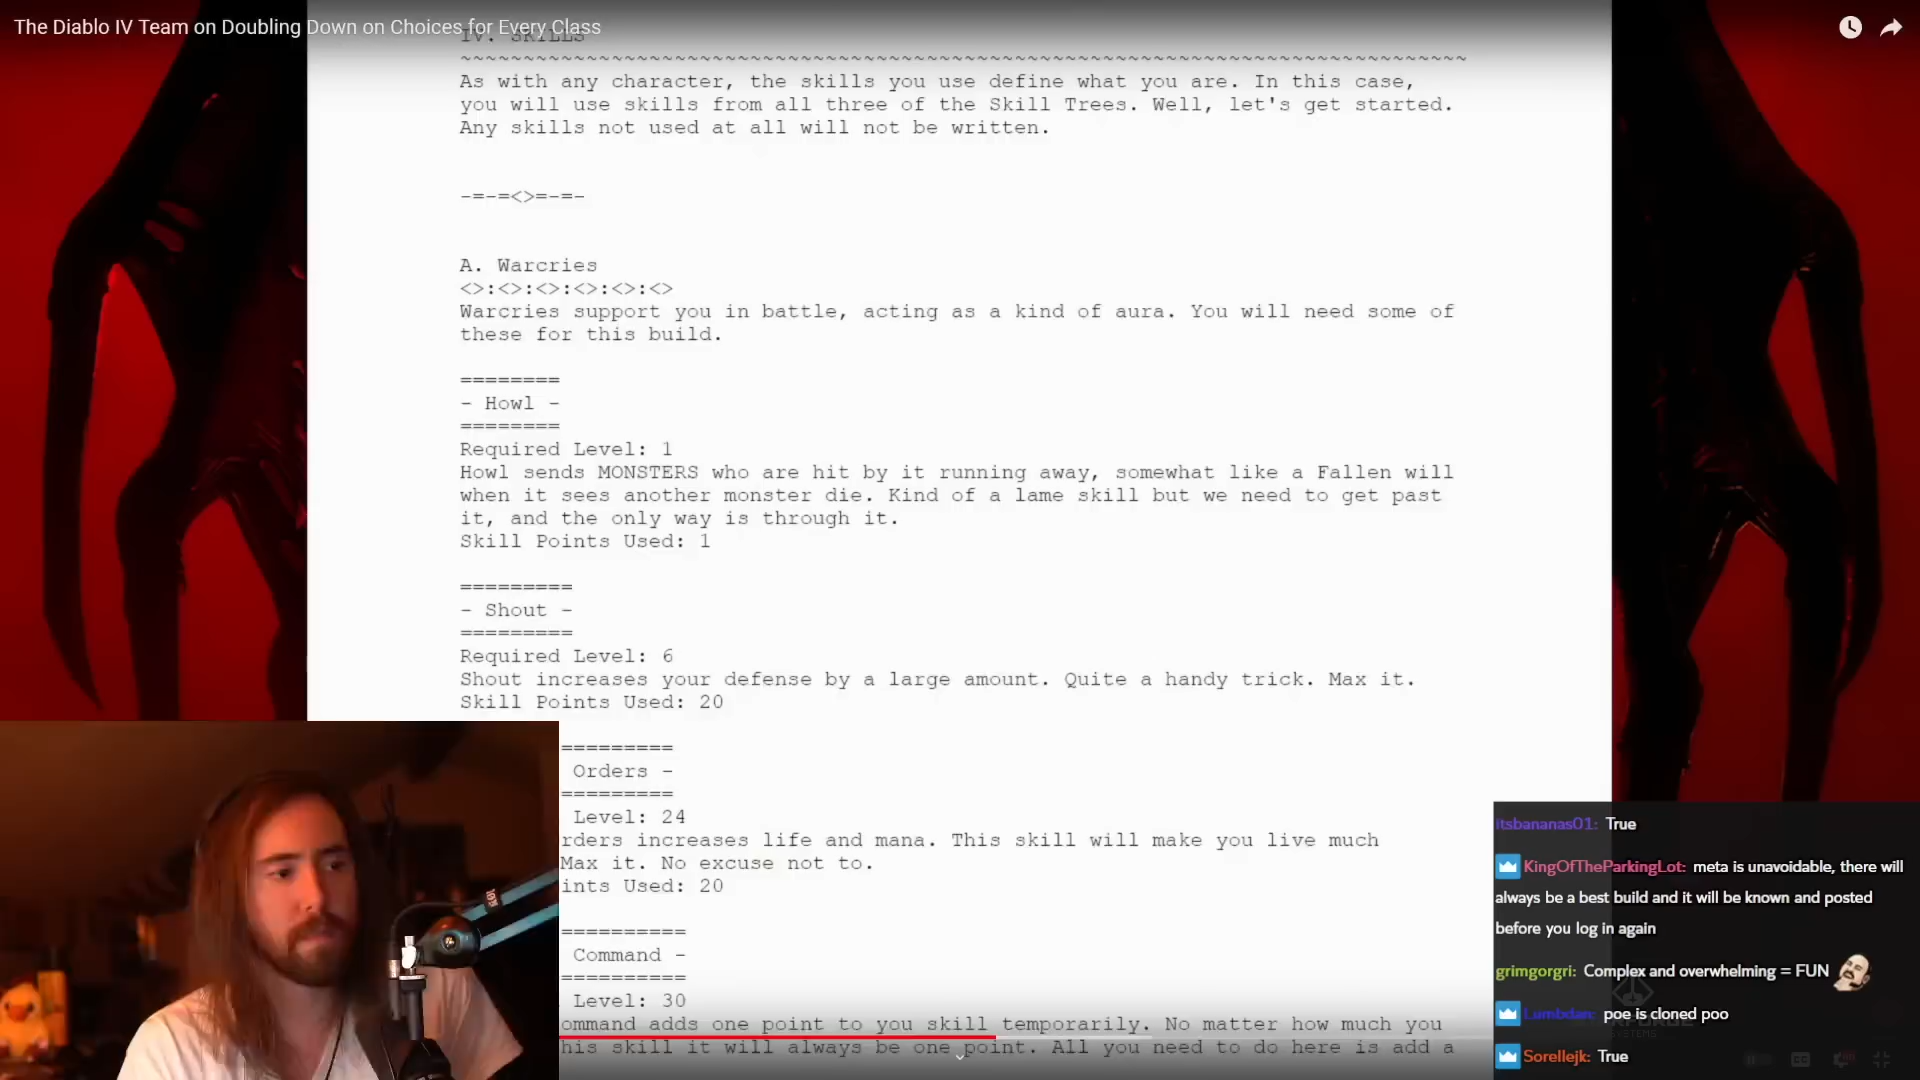 The Diablo IV Team on Doubling Down on Choices for Every Class
IV. SKILLS
~~~~~~~~~~~~~~~~~~~~~~~~~~~~~~~~~~~~~~~~~~~~~~~~~~~~~~~~~~~~~~~~~~~~~~~~~~~~~~~~
As with any character, the skills you use define what you are. In this case,
you will use skills from all three of the Skill Trees. Well, let's get started.
Any skills not used at all will not be written.
-=-=<>=-=-
A. Warcries
<>:<>:<>:<>:<>:<>
Warcries support you in battle, acting as a kind of aura. You will need some of
these for this build.
========
- Howl -
========
Required Level: 1
Howl sends MONSTERS who are hit by it running away, somewhat like a Fallen will
when it sees another monster die. Kind of a lame skill but we need to get past
it, and the only way is through it.
Skill Points Used: 1
=========
- Shout -
=========
Required Level: 6
Shout increases your defense by a large amount. Quite a handy trick. Max it.
Skill Points Used: 20
=========
Orders -
=========
Level: 24
rders increases life and mana. This skill will make you live much
Max it. No excuse not to.
ints Used: 20
==========
Command -
==========
Level: 30
ommand adds one point to you skill temporarily. No matter how much you
his skill it will always be one point. All you need to do here is add a
itsbananas01: True
KingOfTheParkingLot: meta is unavoidable, there will
always be a best build and it will be known and posted
before you log in again
grimgorgri: Complex and overwhelming = FUN
Lumbdan: poe is cloned poo
Sorellejk: True